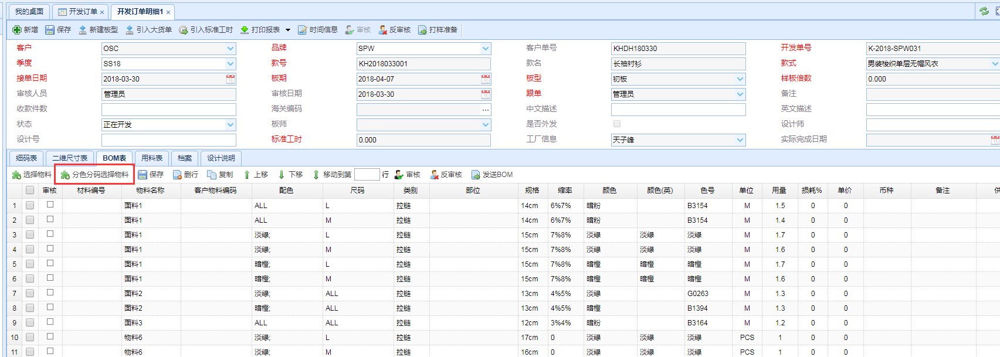 我的桌面 开发订单 × 开发订单明细1 ×
新增 保存 新建板型 引入大货单 引入标准工时 打印报表 时间信息 审核 反审核 打样准备
客户 OSC 品牌 SPW 客户单号 KHDH180330 开发单号 K-2018-SPW031
季度 SS18 款号 KH2018033001 款名 长袖衬衫 款式 男装梭织单层无帽风衣
接单日期 2018-03-30 板期 2018-04-07 板型 初板 样板倍数 0.000
审核人员 管理员 审核日期 2018-03-30 跟单 管理员 备注
收款件数 海关编码 ... 中文描述 英文描述
状态 正在开发 板师 是否外发 设计师
设计号 标准工时 0.000 工厂信息 天子峰 实际完成日期
细码表 二维尺寸表 BOM表 用料表 档案 设计说明
选择物料 分色分码选择物料 保存 删行 复制 上移 下移 移动到第 行 审核 反审核 发送BOM
审核 材料编号 物料名称 客户物料编码 配色 尺码 类别 部位 规格 缩率 颜色 颜色(英) 色号 单位 用量 损耗% 单价 币种 备注 供
1 面料1 ALL L 拉链 14cm 6%7% 暗粉 B3154 M 1.5 0 0
2 面料1 ALL M 拉链 14cm 6%7% 暗粉 B3154 M 1.4 0 0
3 面料1 淡绿; L 拉链 15cm 7%8% 淡绿 淡绿 淡绿 M 1.7 0 0
4 面料1 淡绿; M 拉链 15cm 7%8% 淡绿 淡绿 淡绿 M 1.6 0 0
5 面料1 暗橙; L 拉链 15cm 7%8% 暗橙 暗橙 暗橙 M 1.7 0 0
6 面料1 暗橙; M 拉链 15cm 7%8% 暗橙 暗橙 暗橙 M 1.6 0 0
7 面料2 淡绿; ALL 拉链 13cm 4%5% 淡绿 G0263 M 1.3 0 0
8 面料2 暗橙; ALL 拉链 13cm 4%5% 暗橙 B1394 M 1.3 0 0
9 面料3 ALL ALL 拉链 12cm 3%4% 暗粉 B3164 M 1.2 0 0
10 物料6 淡绿; L 拉链 17cm 0 淡绿 淡绿 淡绿 PCS 1 0 0
11 物料6 淡绿; M 拉链 16cm 0 淡绿 淡绿 淡绿 PCS 1 0 0